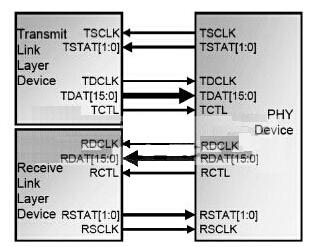 Transmit
Link
Layer
Device
TSCLK
TSTAT[1:0]
TDCLK
TDAT[15:0]
TCTL
TSCLK
TSTAT[1:0]
TDCLK
TDAT[15:0]
TCTL
Receive
Link
Layer
Device
RDCLK
RDAT[15:0]
RCTL
RSTAT[1:0]
RSCLK
RDCLK
RDAT[15:0]
RCTL
RSTAT[1:0]
RSCLK
PHY
Device